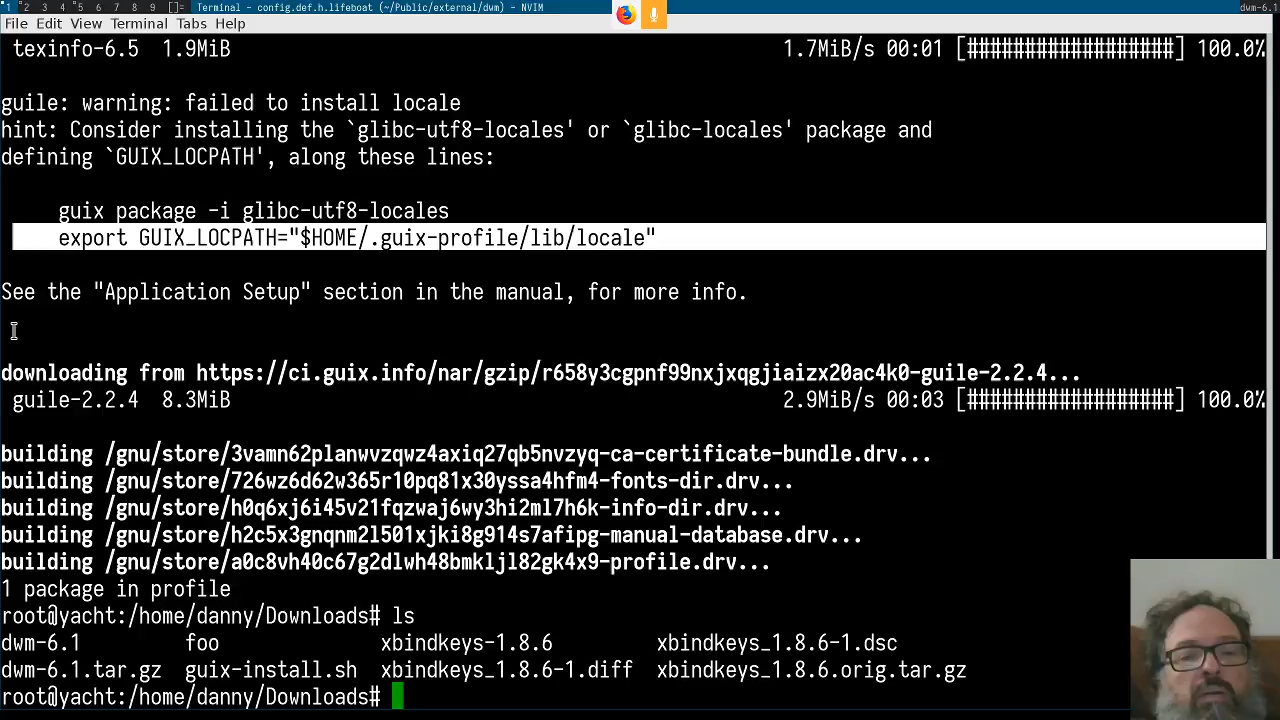 1 2 3 4 5 6 7 8 9 []= Terminal - config.def.h.lifeboat (~/Public/external/dwm) - NVIM dwm-6.1
File Edit View Terminal Tabs Help
texinfo-6.5 1.9MiB 1.7MiB/s 00:01 [##################] 100.0%
guile: warning: failed to install locale
hint: Consider installing the `glibc-utf8-locales' or `glibc-locales' package and
defining `GUIX_LOCPATH', along these lines:
guix package -i glibc-utf8-locales
export GUIX_LOCPATH="$HOME/.guix-profile/lib/locale"
See the "Application Setup" section in the manual, for more info.
downloading from https://ci.guix.info/nar/gzip/r658y3cgpnf99nxjxqgjiaizx20ac4k0-guile-2.2.4...
guile-2.2.4 8.3MiB 2.9MiB/s 00:03 [##################] 100.0%
building /gnu/store/3vamn62planwvzqwz4axiq27qb5nvzyq-ca-certificate-bundle.drv...
building /gnu/store/726wz6d62w365r10pq81x30yssa4hfm4-fonts-dir.drv...
building /gnu/store/h0q6xj6i45v21fqzwaj6wy3hi2ml7h6k-info-dir.drv...
building /gnu/store/h2c5x3gnqnm2l501xjki8g914s7afipg-manual-database.drv...
building /gnu/store/a0c8vh40c67g2dlwh48bmkljl82gk4x9-profile.drv...
1 package in profile
root@yacht:/home/danny/Downloads# ls
dwm-6.1 foo xbindkeys-1.8.6 xbindkeys_1.8.6-1.dsc
dwm-6.1.tar.gz guix-install.sh xbindkeys_1.8.6-1.diff xbindkeys_1.8.6.orig.tar.gz
root@yacht:/home/danny/Downloads#